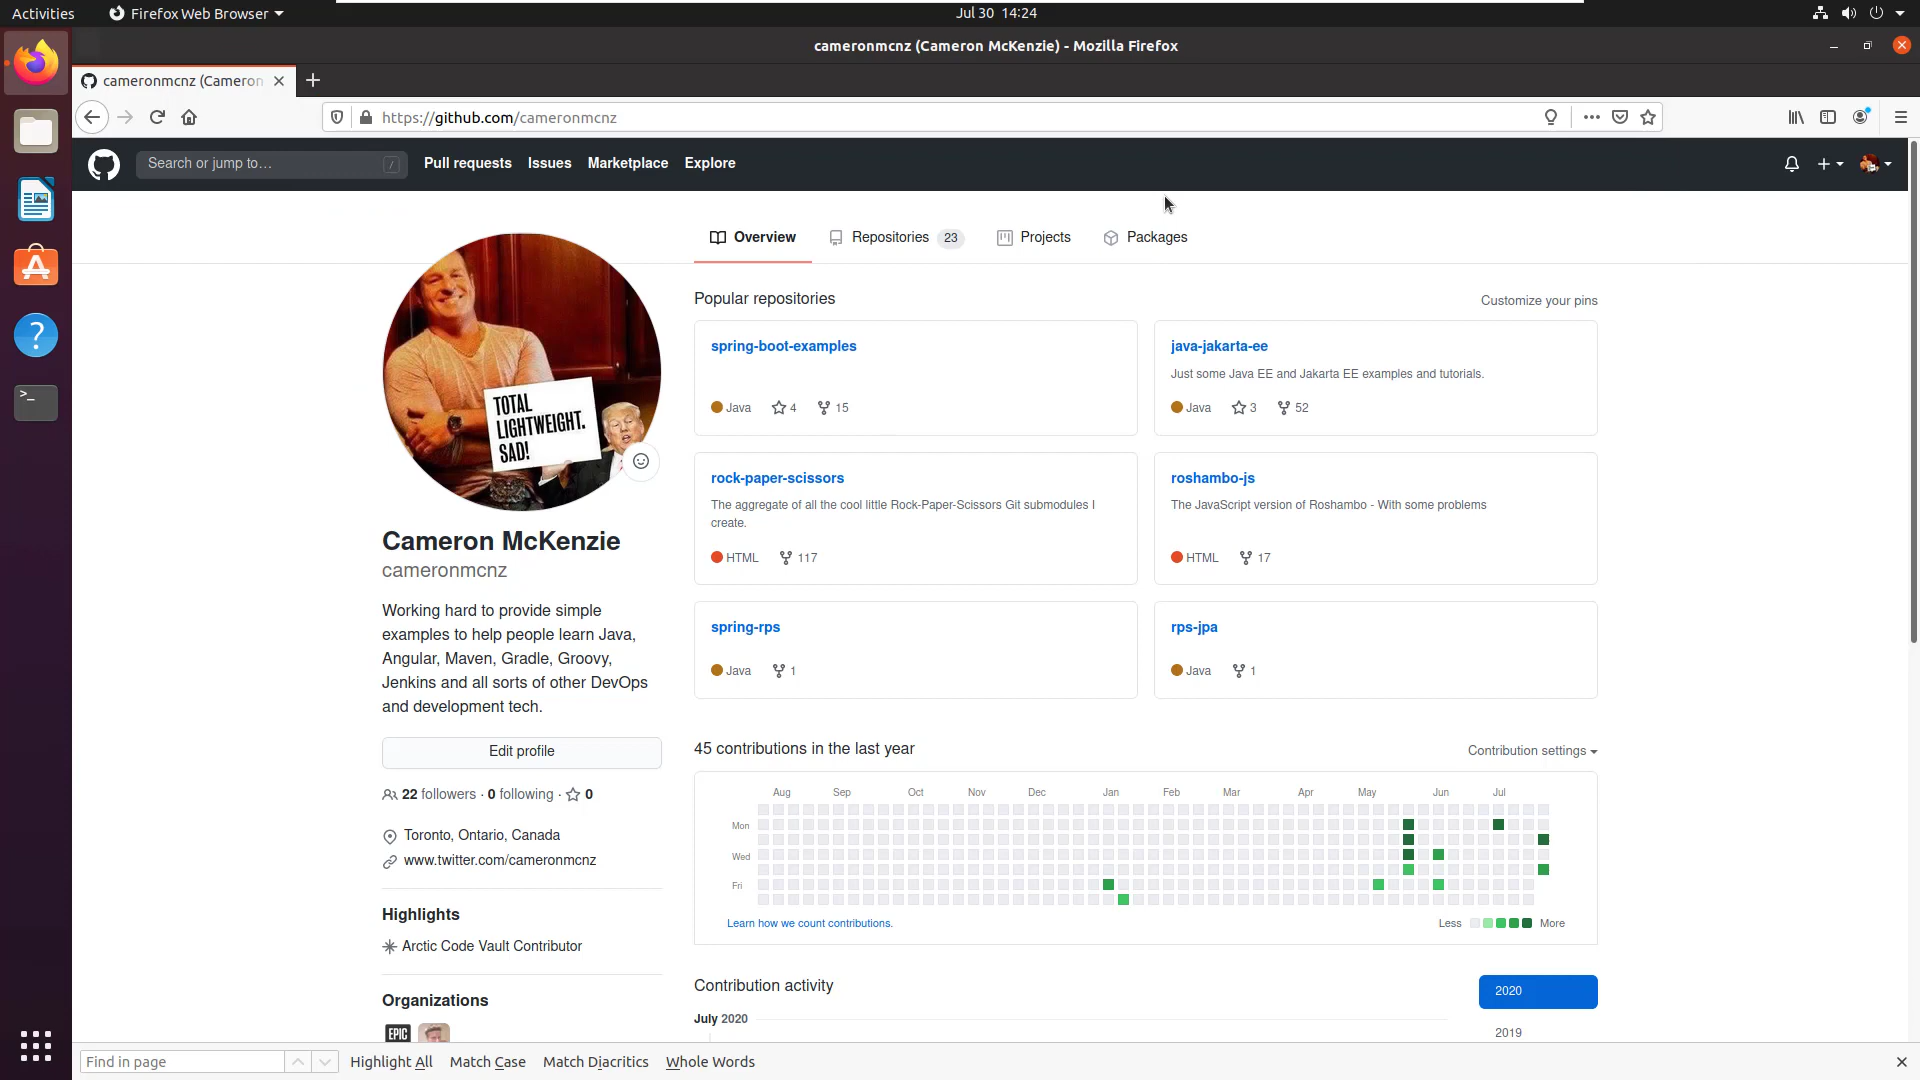 Activities
Firefox Web Browser
Jul 30 14:24
cameronmcnz (Cameron McKenzie) - Mozilla Firefox
cameronmcnz (Cameron
https://github.com/cameronmcnz
Search or jump to…
/
Pull requests
Issues
Marketplace
Explore
Overview
Repositories 23
Projects
Packages
TOTAL
LIGHTWEIGHT.
SAD!
Cameron McKenzie
cameronmcnz
Working hard to provide simple
examples to help people learn Java,
Angular, Maven, Gradle, Groovy,
Jenkins and all sorts of other DevOps
and development tech.
Edit profile
22 followers · 0 following · 0
Toronto, Ontario, Canada
www.twitter.com/cameronmcnz
Highlights
Arctic Code Vault Contributor
Organizations
EPIC
Popular repositories
Customize your pins
spring-boot-examples
Java 4 15
java-jakarta-ee
Just some Java EE and Jakarta EE examples and tutorials.
Java 3 52
rock-paper-scissors
The aggregate of all the cool little Rock-Paper-Scissors Git submodules I
create.
HTML 117
roshambo-js
The JavaScript version of Roshambo - With some problems
HTML 17
spring-rps
Java 1
rps-jpa
Java 1
45 contributions in the last year
Contribution settings
Aug Sep Oct Nov Dec Jan Feb Mar Apr May Jun Jul
Mon
Wed
Fri
Learn how we count contributions.
Less More
Contribution activity
July 2020
2020
2019
Find in page
Highlight All
Match Case
Match Diacritics
Whole Words